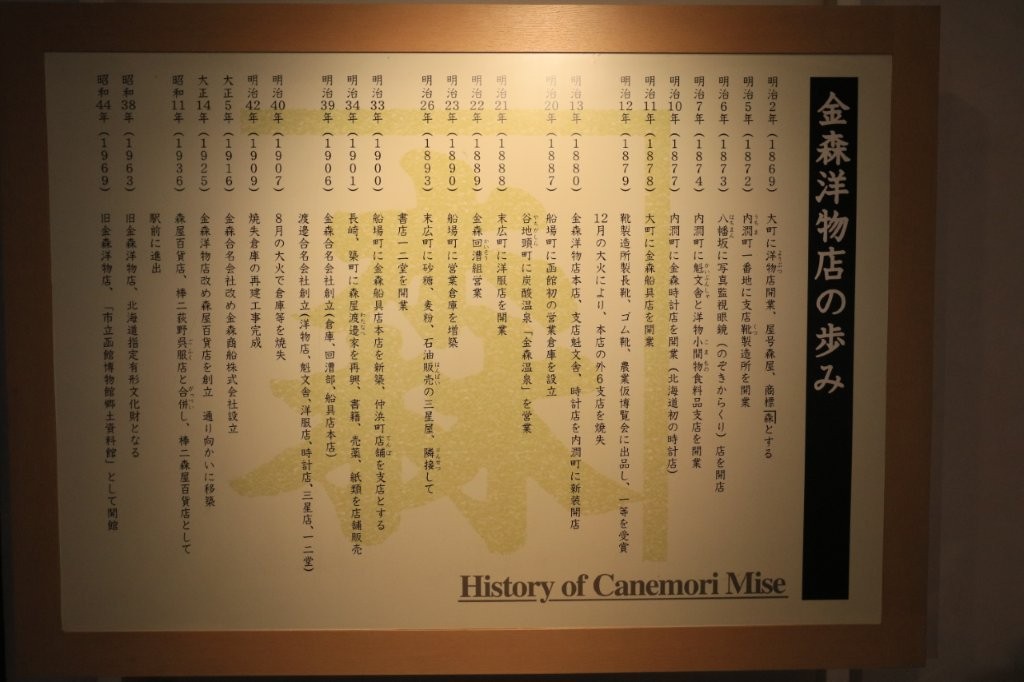 金森洋物店の歩み
明治2年（1869） 大町に洋物店開業、屋号森屋、商標森とする
明治5年（1872） 内澗町一番地に支店靴製造所を開業
明治6年（1873） 八幡坂に写真監視眼鏡（のぞきからくり）店を開店
明治7年（1874） 内澗町に魁文舎と洋物小間物食料品支店を開業
明治10年（1877） 内澗町に金森時計店を開業（北海道初の時計店）
明治11年（1878） 大町に金森船具店を開業
明治12年（1879） 靴製造所製長靴、ゴム靴、農業仮博覧会に出品し、一等を受賞
12月の大火により、本店の外6支店を焼失
明治13年（1880） 金森洋物店本店、支店魁文舎、時計店を内澗町に新装開店
明治20年（1887） 船場町に函館初の営業倉庫を設立
谷地頭町に炭酸温泉「金森温泉」を営業
明治21年（1888） 末広町に洋服店を開業
明治22年（1889） 金森回漕組営業
明治23年（1890） 船場町に営業倉庫を増築
明治26年（1893） 末広町に砂糖、麦粉、石油販売の三星屋、隣接して
書店一二堂を開業
明治33年（1900） 船場町に金森船具店本店を新築、仲浜町店舗を支店とする
明治34年（1901） 長崎、築町に森屋渡邊家を再興、書籍、売薬、紙類を店舗販売
明治39年（1906） 金森合名会社創立（倉庫、回漕部、船具店本店）
渡邊合名会社創立（洋物店、魁文舎、洋服店、時計店、三星店、一二堂）
明治40年（1907） 8月の大火で倉庫等を焼失
明治42年（1909） 焼失倉庫の再建工事完成
大正5年（1916） 金森合名会社改め金森商船株式会社設立
大正14年（1925） 金森洋物店改め森屋百貨店を創立 通り向かいに移築
昭和11年（1936） 森屋百貨店、棒二荻野呉服店と合併し、棒二森屋百貨店として
駅前に進出
昭和38年（1963） 旧金森洋物店、北海道指定有形文化財となる
昭和44年（1969） 旧金森洋物店、「市立函館博物館郷土資料館」として開館
History of Canemori Mise